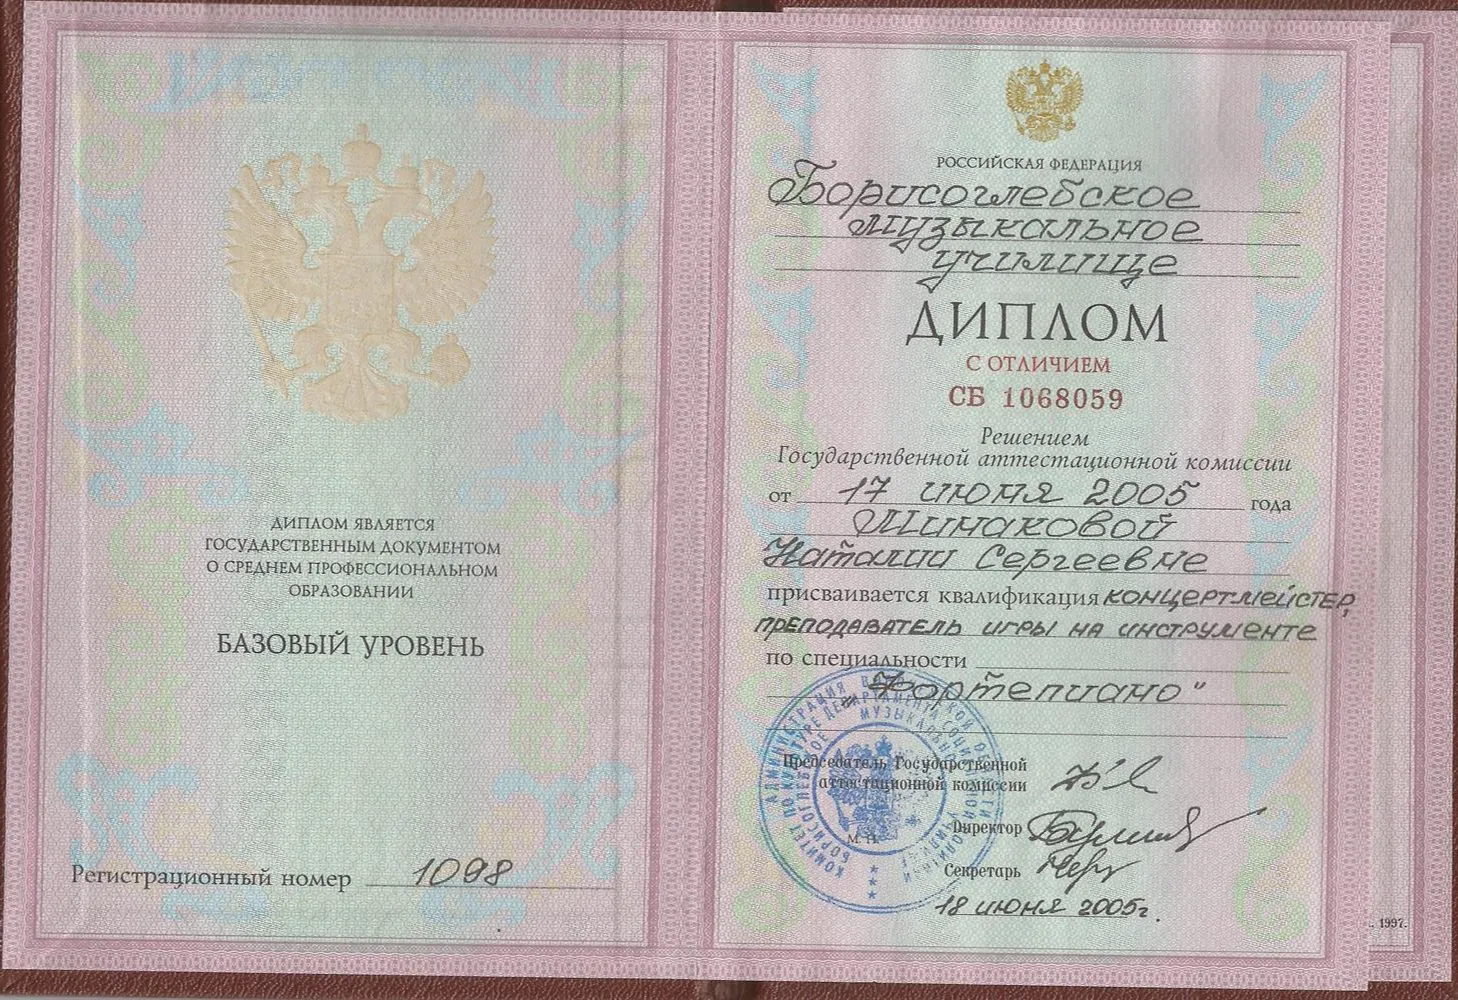 ДИПЛОМ ЯВЛЯЕТСЯ
ГОСУДАРСТВЕННЫМ ДОКУМЕНТОМ
О СРЕДНЕМ ПРОФЕССИОНАЛЬНОМ
ОБРАЗОВАНИИ
БАЗОВЫЙ УРОВЕНЬ
Регистрационный номер 1098
РОССИЙСКАЯ ФЕДЕРАЦИЯ
Борисоглебское
музыкальное
училище
ДИПЛОМ
С ОТЛИЧИЕМ
СБ 1068059
Решением
Государственной аттестационной комиссии
от 17 июня 2005 года
Минаковой
Наталии Сергеевне
присваивается квалификация концертмейстер,
преподаватель игры на инструменте
по специальности
„Фортепиано"
Председатель Государственной
аттестационной комиссии
Директор
М.П.
Секретарь
18 июня 2005г.
1997.